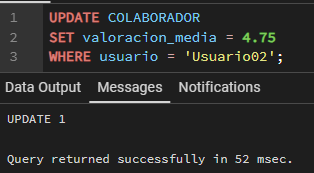 1 UPDATE COLABORADOR
2 SET valoracion_media = 4.75
3 WHERE usuario = 'Usuario02';
Data Output Messages Notifications
UPDATE 1
Query returned successfully in 52 msec.